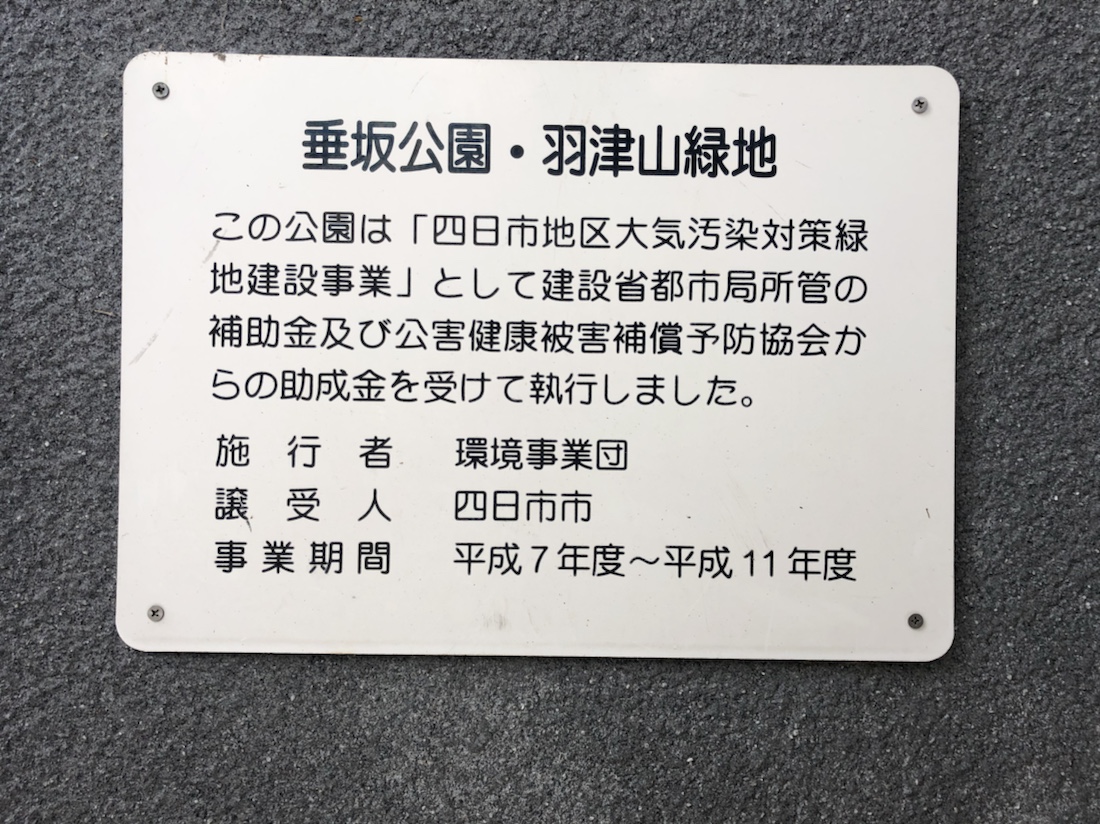 垂坂公園・羽津山緑地
この公園は「四日市地区大気汚染対策緑
地建設事業」として建設省都市局所管の
補助金及び公害健康被害補償予防協会か
らの助成金を受けて執行しました。
施行者 環境事業団
譲受人 四日市市
事業期間 平成7年度～平成11年度